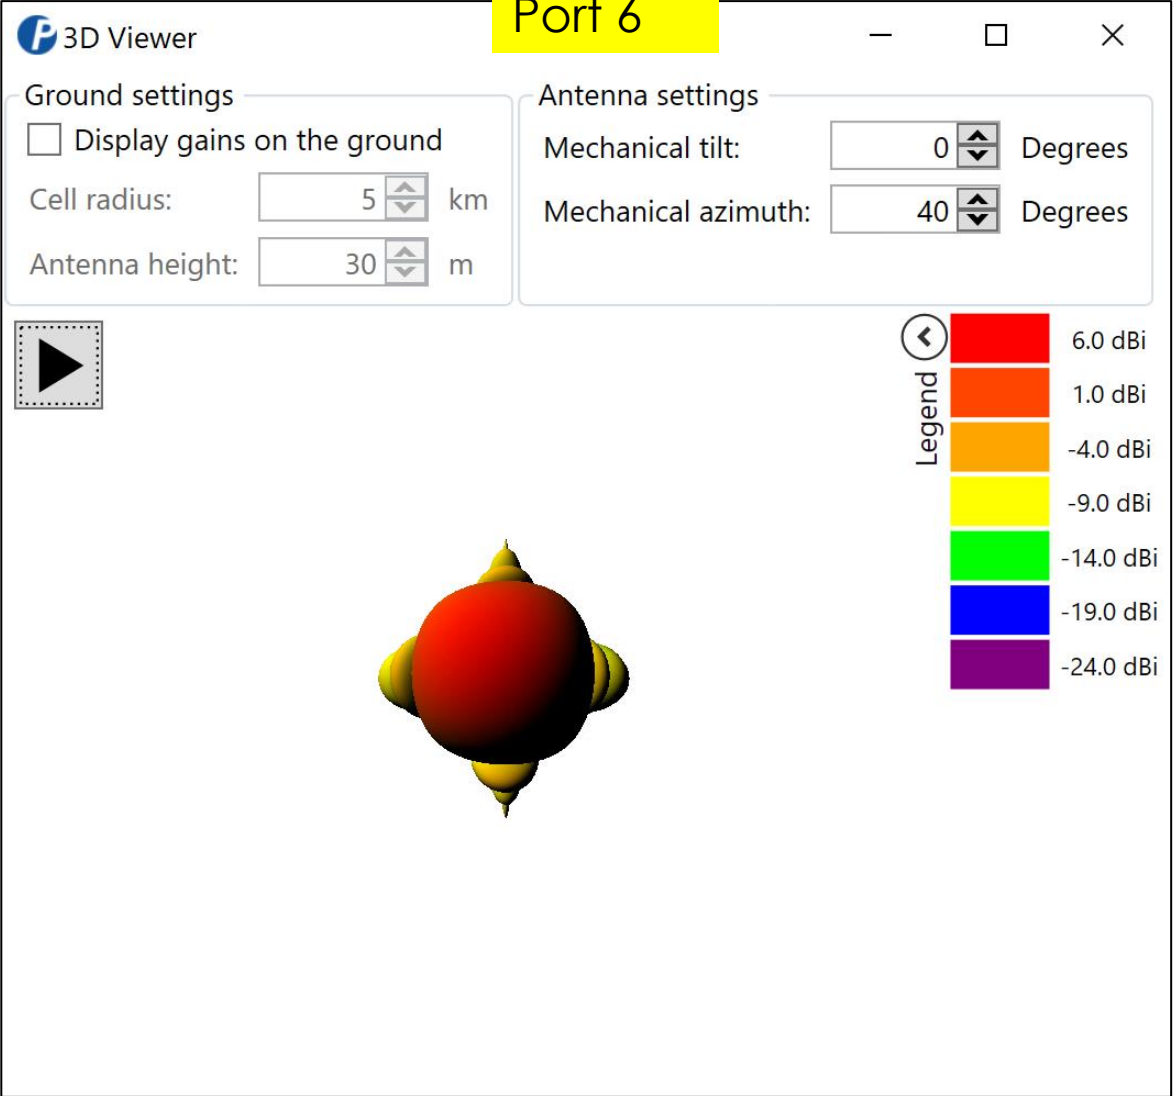 Port 6
3D Viewer
Ground settings
Display gains on the ground
Cell radius: 5 km
Antenna height: 30 m
Antenna settings
Mechanical tilt: 0 Degrees
Mechanical azimuth: 40 Degrees
Legend
6.0 dBi
1.0 dBi
-4.0 dBi
-9.0 dBi
-14.0 dBi
-19.0 dBi
-24.0 dBi